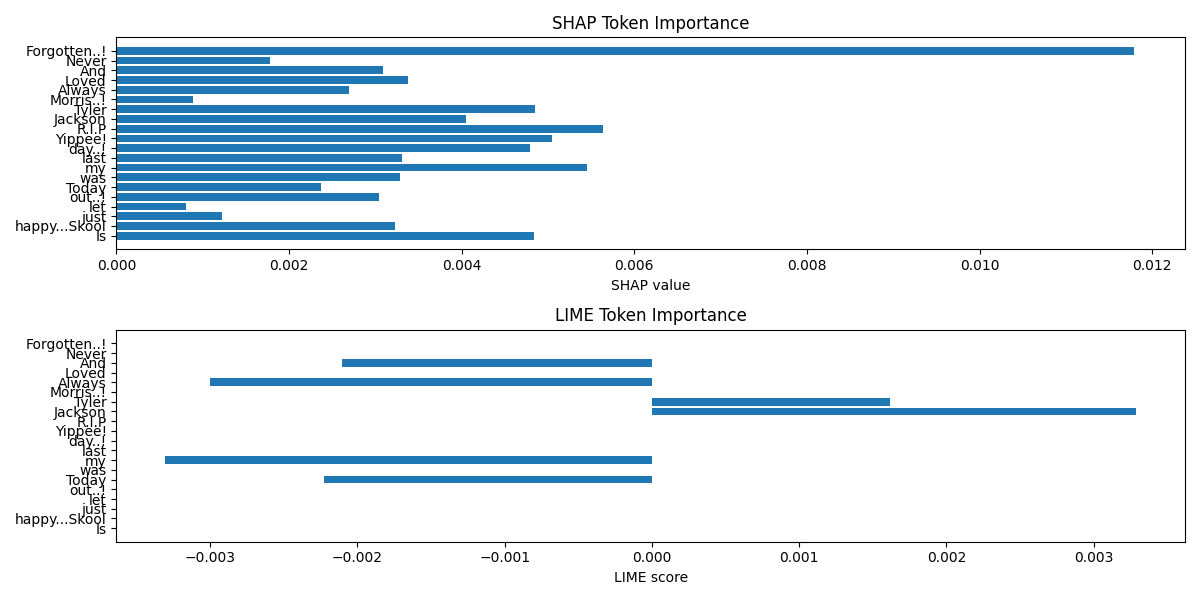 SHAP Token Importance
Forgotten..!
Never
And
Loved
Always
Morris..!
Tyler
Jackson
R.I.P
Yippee!
day..!
last
my
was
Today
out..!
let
just
happy...Skool
Is
0.000 0.002 0.004 0.006 0.008 0.010 0.012
SHAP value
LIME Token Importance
Forgotten..!
Never
And
Loved
Always
Morris..!
Tyler
Jackson
R.I.P
Yippee!
day..!
last
my
was
Today
out..!
let
just
happy...Skool
Is
−0.003 −0.002 −0.001 0.000 0.001 0.002 0.003
LIME score